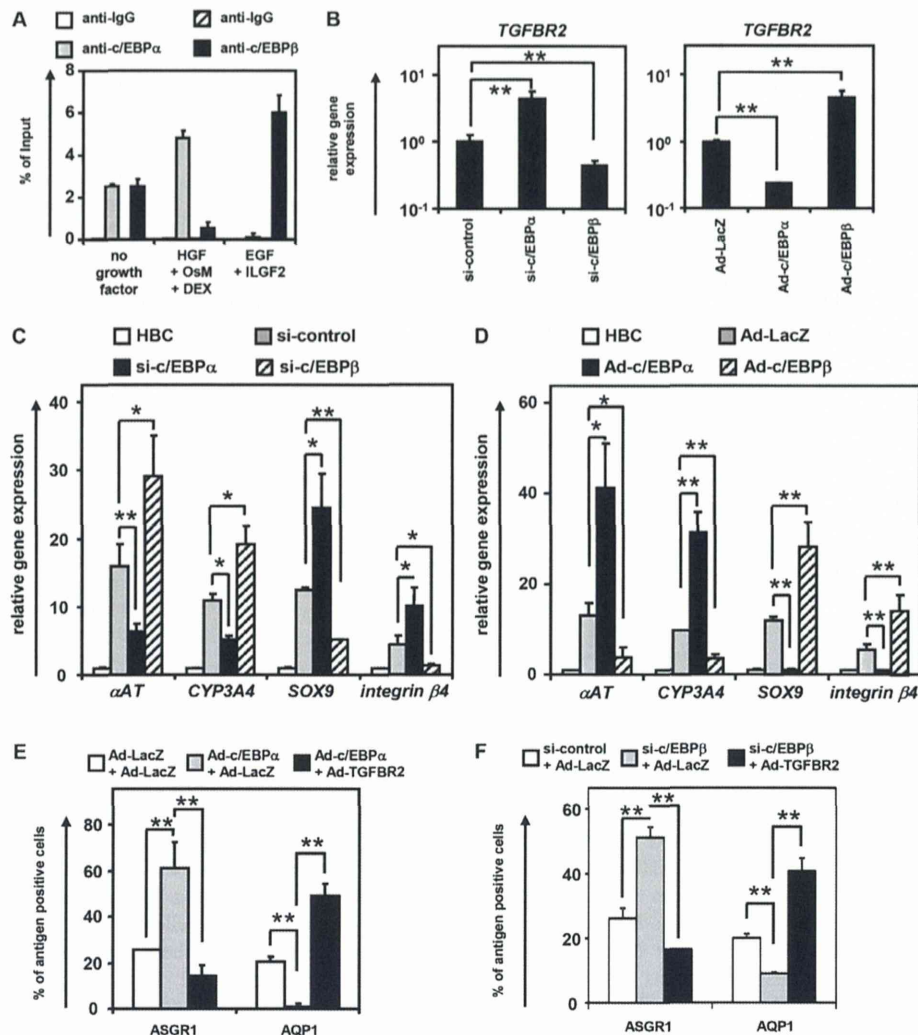 A
anti-IgG anti-IgG
anti-c/EBPα anti-c/EBPβ
% of Input
8
6
4
2
0
no growth factor
HGF + OsM + DEX
EGF + ILGF2
B
TGFBR2
relative gene expression
10¹
10⁰
10⁻¹
**
**
si-control
si-c/EBPα
si-c/EBPβ
TGFBR2
10¹
10⁰
10⁻¹
**
**
Ad-LacZ
Ad-c/EBPα
Ad-c/EBPβ
C
HBC si-control
si-c/EBPα si-c/EBPβ
relative gene expression
40
30
20
10
0
* ** * * ** * * *
αAT CYP3A4 SOX9 integrin β4
D
HBC Ad-LacZ
Ad-c/EBPα Ad-c/EBPβ
relative gene expression
60
40
20
0
* * ** ** ** ** ** **
αAT CYP3A4 SOX9 integrin β4
E
Ad-LacZ + Ad-LacZ
Ad-c/EBPα + Ad-LacZ
Ad-c/EBPα + Ad-TGFBR2
% of antigen positive cells
80
60
40
20
0
** ** ** **
ASGR1 AQP1
F
si-control + Ad-LacZ
si-c/EBPβ + Ad-LacZ
si-c/EBPβ + Ad-TGFBR2
% of antigen positive cells
60
40
20
0
** ** ** **
ASGR1 AQP1